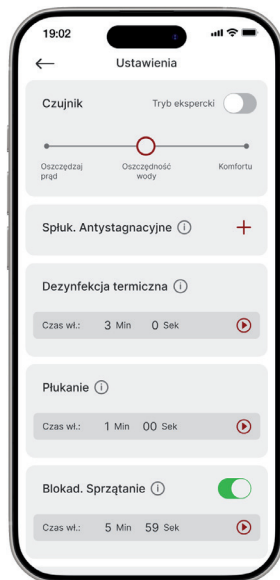 19:02
Ustawienia
Czujnik Tryb ekspercki
Oszczędzaj prąd Oszczędność wody Komfortu
Spłuk. Antystagnacyjne
Dezynfekcja termiczna
Czas wł.: 3 Min 0 Sek
Płukanie
Czas wł.: 1 Min 00 Sek
Blokad. Sprzątanie
Czas wł.: 5 Min 59 Sek